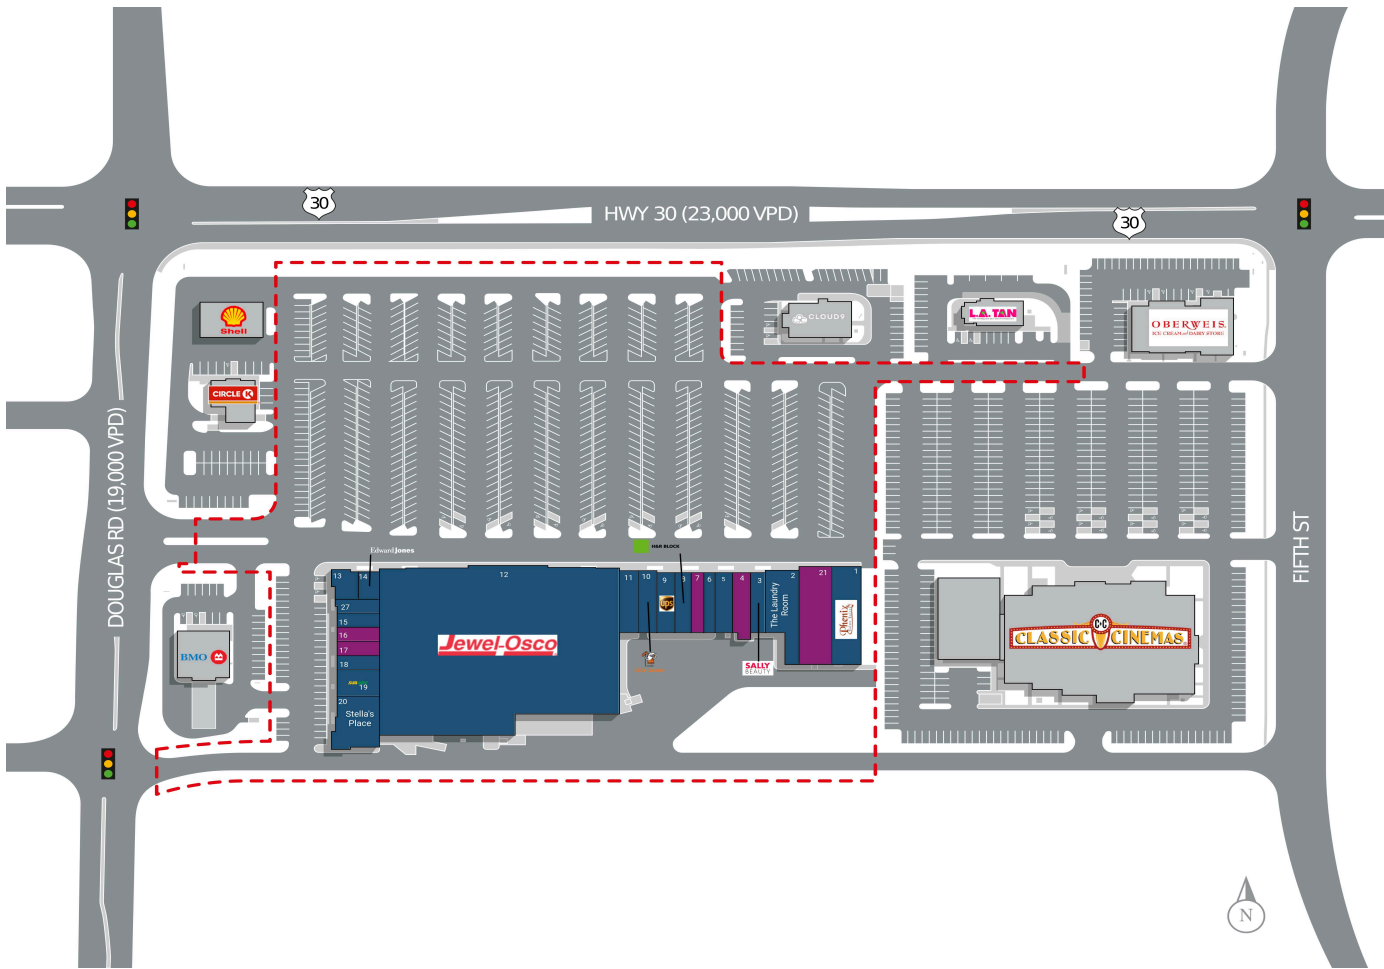 30
HWY 30 (23,000 VPD)
30
Shell
CLOUD9
L.A.TAN
OBERWEIS
ICE CREAM and DAIRY STORE
CIRCLE K
DOUGLAS RD (19,000 VPD)
FIFTH ST
Edward Jones
H&R BLOCK
13
14
12
11
10
9
8
7
6
5
4
3
2
21
1
27
15
16
17
18
19
20
Stella's
Place
Jewel-Osco
ups
The Laundry
Room
Phenix
SALLY
BEAUTY
BMO
CLASSIC CINEMAS
C C
N